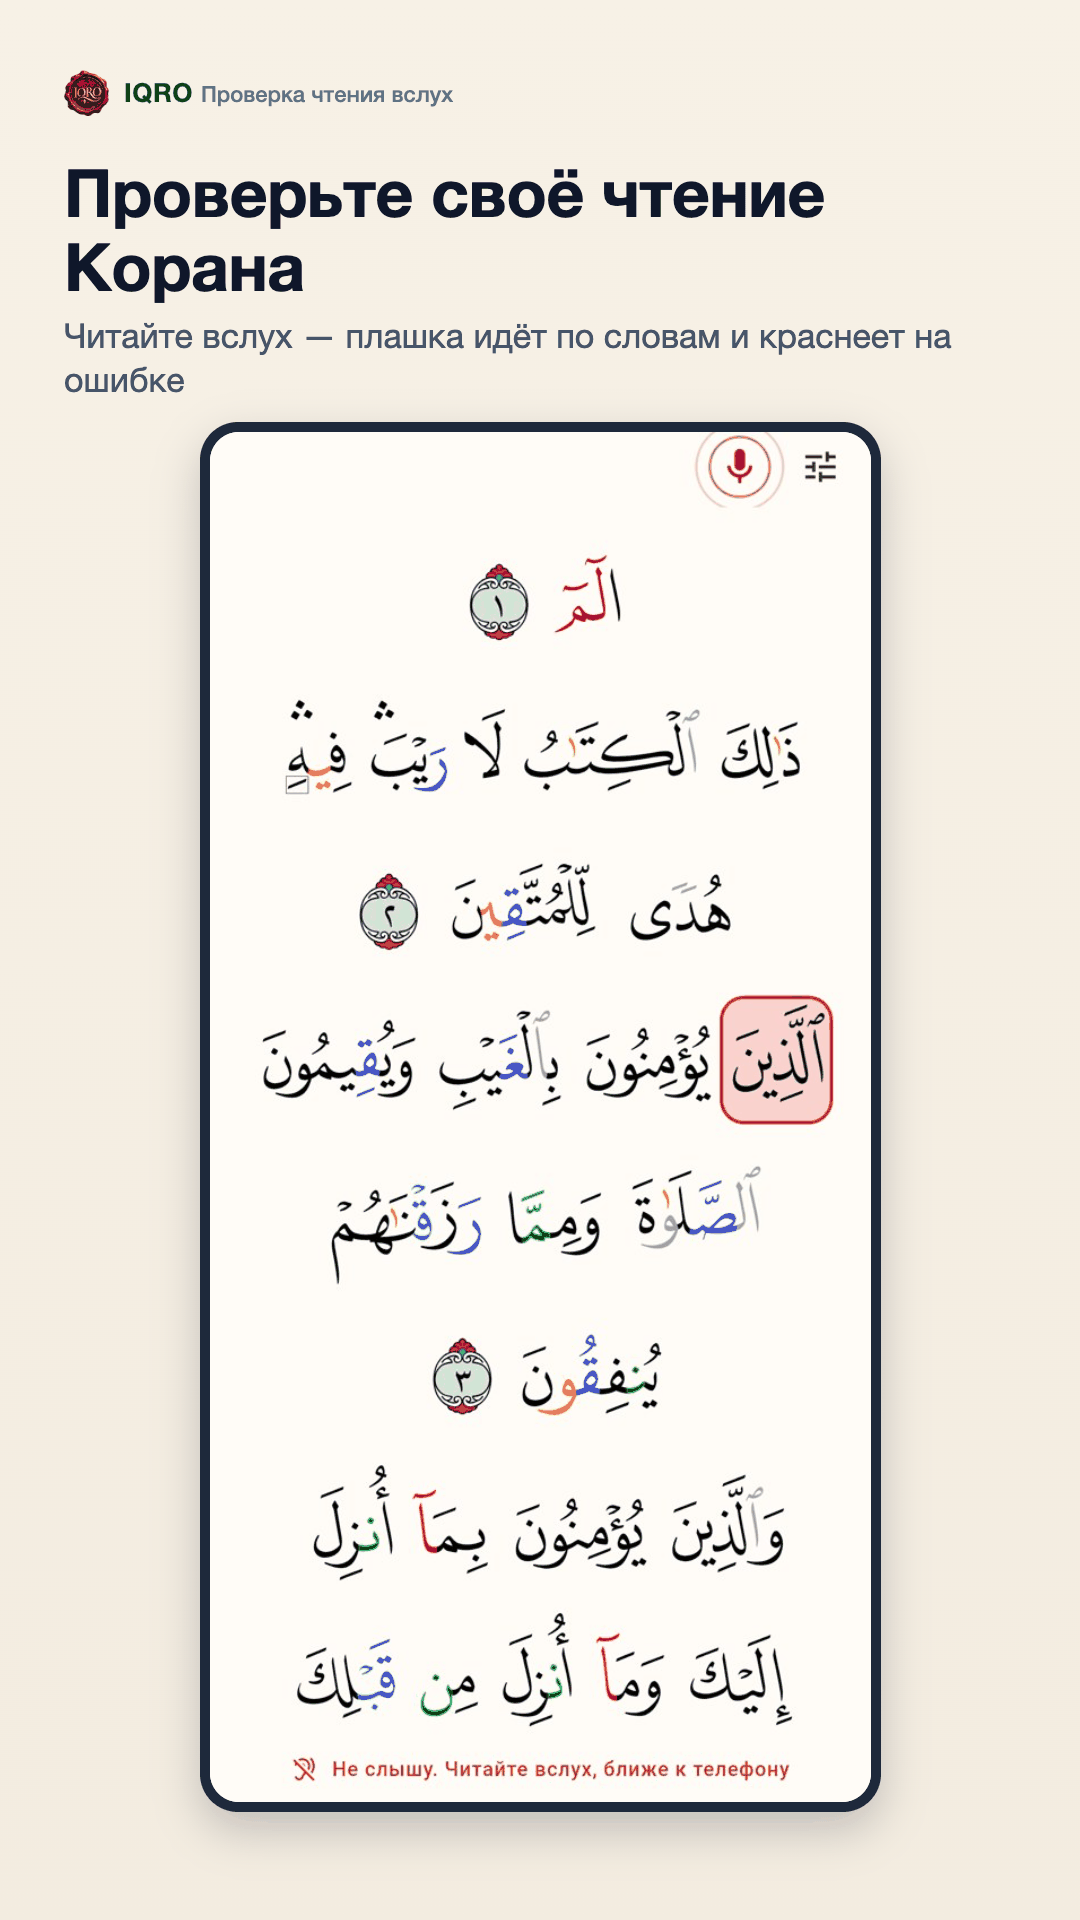 IQRO Проверка чтения вслух
Проверьте своё чтение
Корана
Читайте вслух — плашка идёт по словам и краснеет на
ошибке
الٓمٓ ١
ذَٰلِكَ ٱلْكِتَٰبُ لَا رَيْبَ ۛ فِيهِ ۛ
هُدًى لِّلْمُتَّقِينَ ٢
ٱلَّذِينَ يُؤْمِنُونَ بِٱلْغَيْبِ وَيُقِيمُونَ
ٱلصَّلَوٰةَ وَمِمَّا رَزَقْنَٰهُمْ
يُنفِقُونَ ٣
وَٱلَّذِينَ يُؤْمِنُونَ بِمَآ أُنزِلَ
إِلَيْكَ وَمَآ أُنزِلَ مِن قَبْلِكَ
Не слышу. Читайте вслух, ближе к телефону